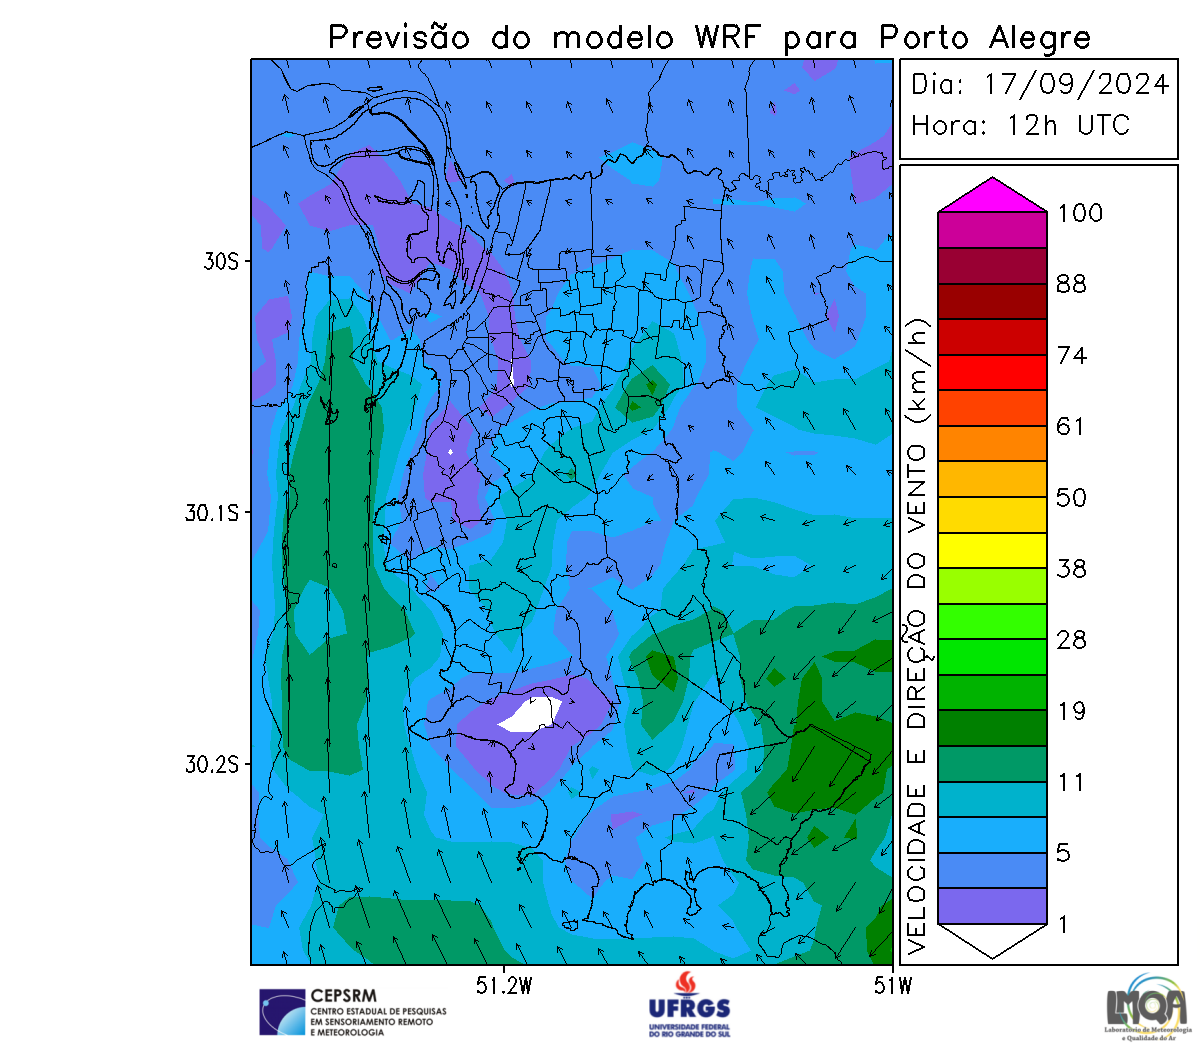 Previsão do modelo WRF para Porto Alegre
Dia: 17/09/2024
Hora: 12h UTC
30S
30.1S
30.2S
51.2W
51W
VELOCIDADE E DIREÇÃO DO VENTO (km/h)
100
88
74
61
50
38
28
19
11
5
1
CEPSRM
CENTRO ESTADUAL DE PESQUISAS
EM SENSORIAMENTO REMOTO
E METEOROLOGIA
UFRGS
UNIVERSIDADE FEDERAL
DO RIO GRANDE DO SUL
LMQA
Laboratório de Meteorologia
e Qualidade do Ar